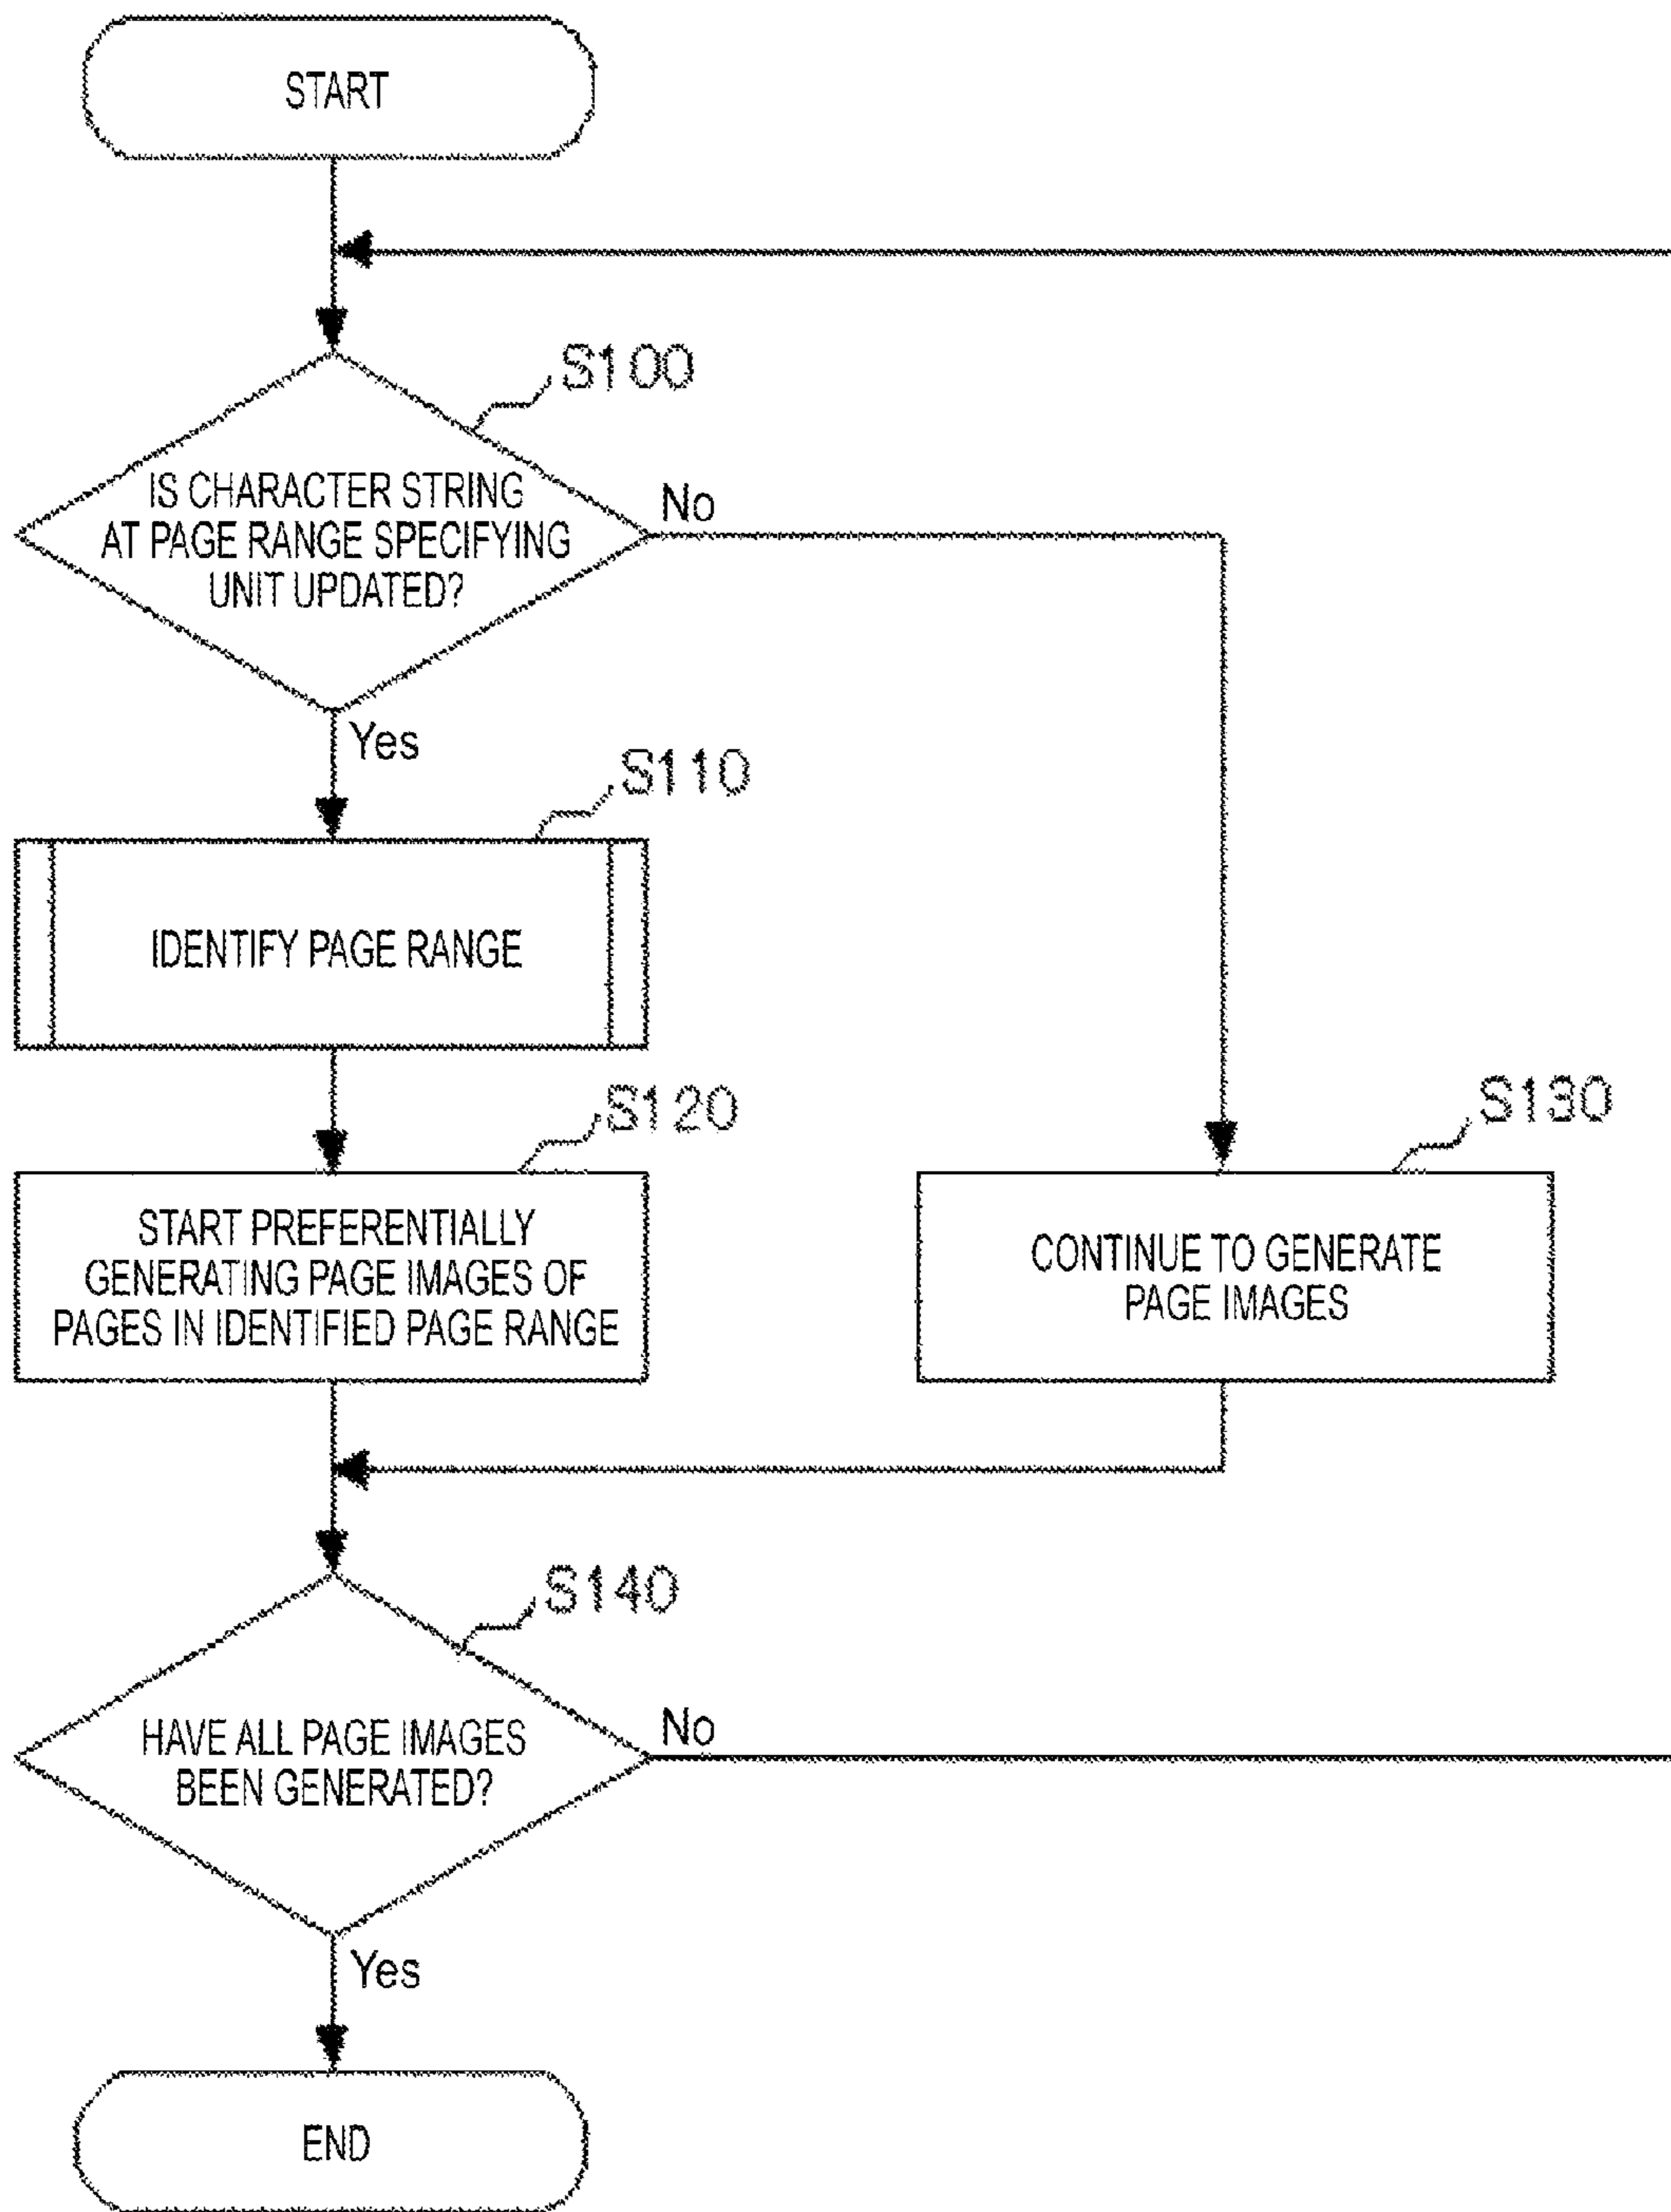 START
S100
IS CHARACTER STRING
AT PAGE RANGE SPECIFYING
UNIT UPDATED?
No
Yes
S110
IDENTIFY PAGE RANGE
S120
START PREFERENTIALLY
GENERATING PAGE IMAGES OF
PAGES IN IDENTIFIED PAGE RANGE
S130
CONTINUE TO GENERATE
PAGE IMAGES
S140
HAVE ALL PAGE IMAGES
BEEN GENERATED?
No
Yes
END